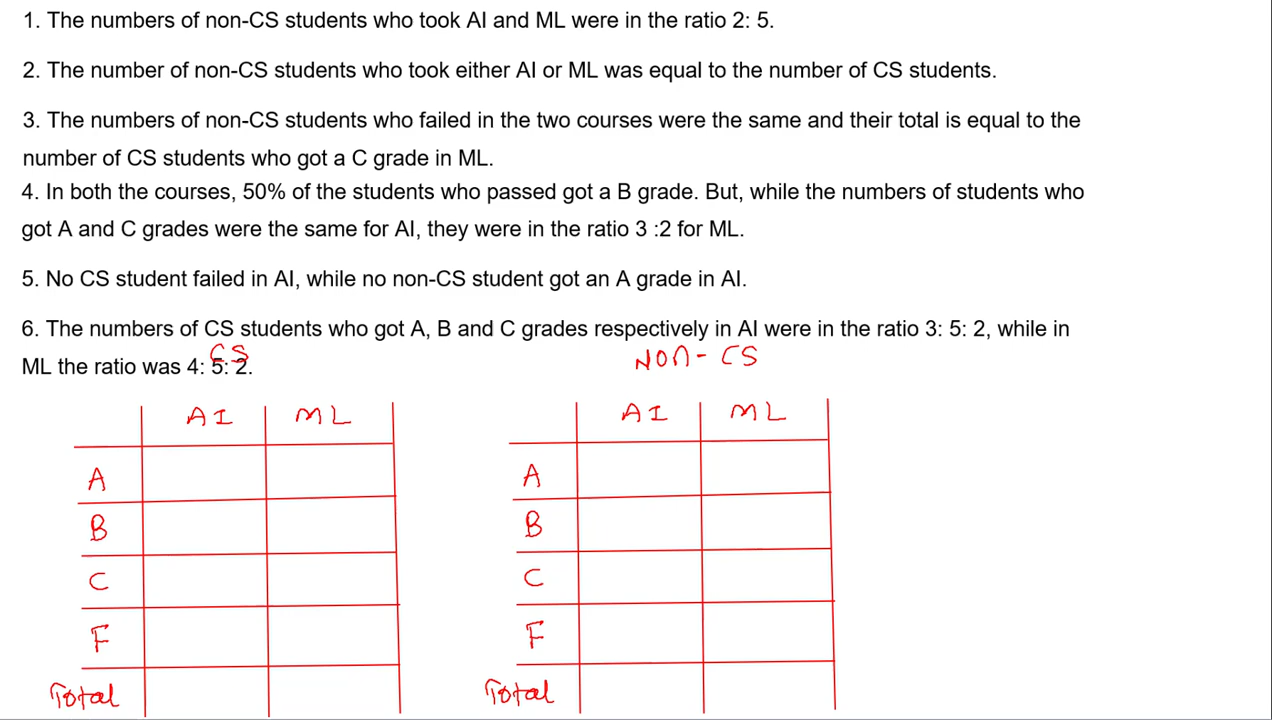 1. The numbers of non-CS students who took AI and ML were in the ratio 2: 5.
2. The number of non-CS students who took either AI or ML was equal to the number of CS students.
3. The numbers of non-CS students who failed in the two courses were the same and their total is equal to the
number of CS students who got a C grade in ML.
4. In both the courses, 50% of the students who passed got a B grade. But, while the numbers of students who
got A and C grades were the same for AI, they were in the ratio 3 :2 for ML.
5. No CS student failed in AI, while no non-CS student got an A grade in AI.
6. The numbers of CS students who got A, B and C grades respectively in AI were in the ratio 3: 5: 2, while in
ML the ratio was 4: 5: 2.
CS NON-CS
AI ML AI ML
A A
B B
C C
F F
Total Total